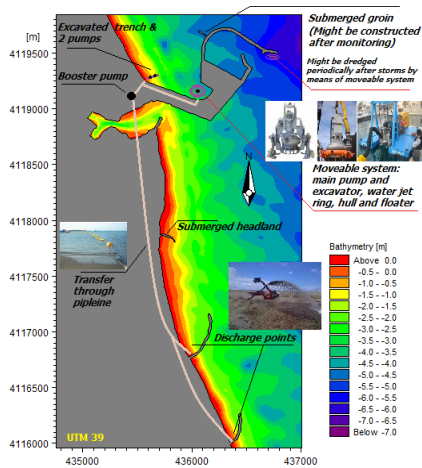 [m]
4119500
4119000
4118500
4118000
4117500
4117000
4116500
4116000
435000
436000
437000
UTM 39
Excavated trench &
2 pumps
Booster pump
N
Submerged headland
Transfer
through
pipleine
Discharge points
Submerged groin
(Might be constructed
after monitoring)
Might be dredged
periodically after storms by
means of moveable system
Moveable system:
main pump and
excavator, water jet
ring, hull and floater
Bathymetry [m]
Above 0.0
-0.5 - 0.0
-1.0 - -0.5
-1.5 - -1.0
-2.0 - -1.5
-2.5 - -2.0
-3.0 - -2.5
-3.5 - -3.0
-4.0 - -3.5
-4.5 - -4.0
-5.0 - -4.5
-5.5 - -5.0
-6.0 - -5.5
-6.5 - -6.0
-7.0 - -6.5
Below -7.0